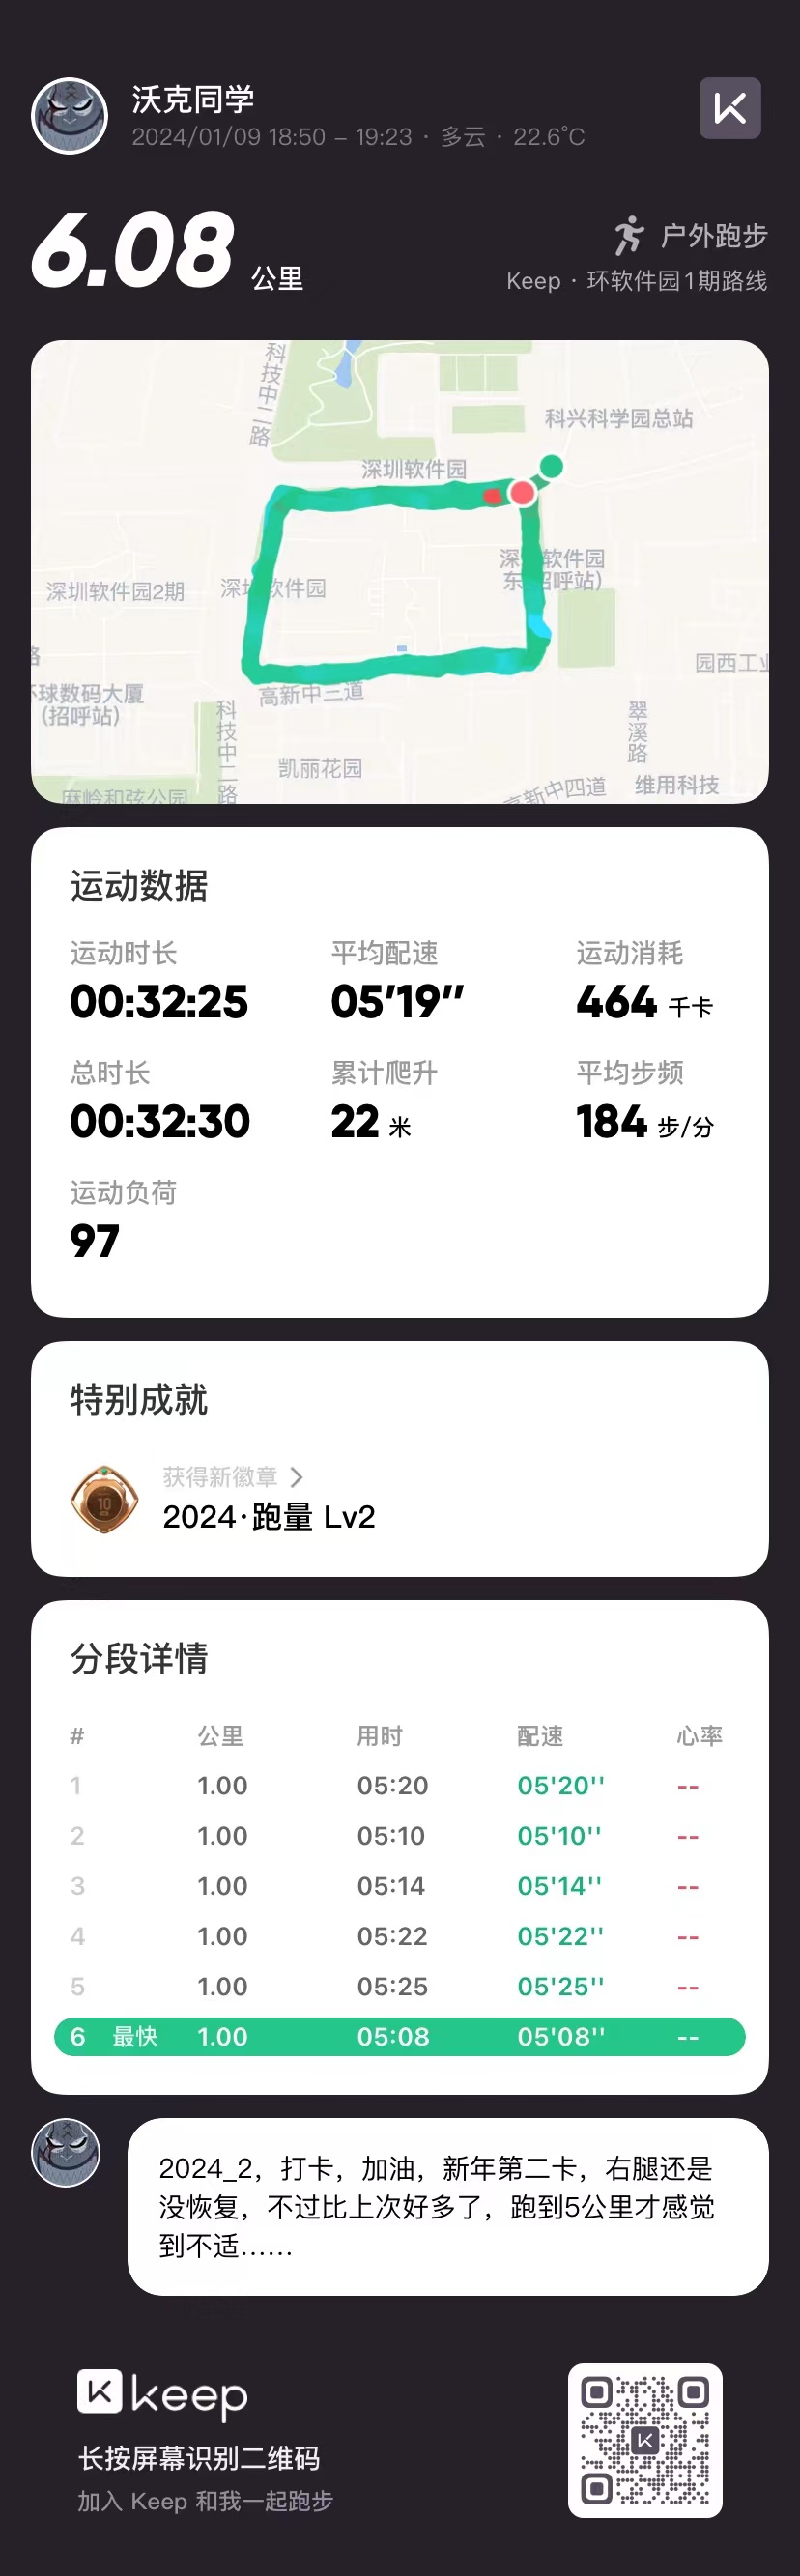 沃克同学
2024/01/09 18:50 – 19:23 · 多云 · 22.6°C
6.08 公里
户外跑步
Keep · 环软件园1期路线
科技中二路
科兴科学园总站
深圳软件园
深圳软件园2期
深圳软件园
软件园
东 招呼站)
园西工业
环球数码大厦
(招呼站)
高新中三道
科技中二路
翠溪路
凯丽花园
麻岭和弦公园
高新中四道
维用科技
运动数据
运动时长 平均配速 运动消耗
00:32:25 05'19'' 464 千卡
总时长 累计爬升 平均步频
00:32:30 22 米 184 步/分
运动负荷
97
特别成就
10
获得新徽章 >
2024·跑量 Lv2
分段详情
# 公里 用时 配速 心率
1 1.00 05:20 05'20'' --
2 1.00 05:10 05'10'' --
3 1.00 05:14 05'14'' --
4 1.00 05:22 05'22'' --
5 1.00 05:25 05'25'' --
6 最快 1.00 05:08 05'08'' --
2024_2，打卡，加油，新年第二卡，右腿还是
没恢复，不过比上次好多了，跑到5公里才感觉
到不适……
keep
长按屏幕识别二维码
加入 Keep 和我一起跑步